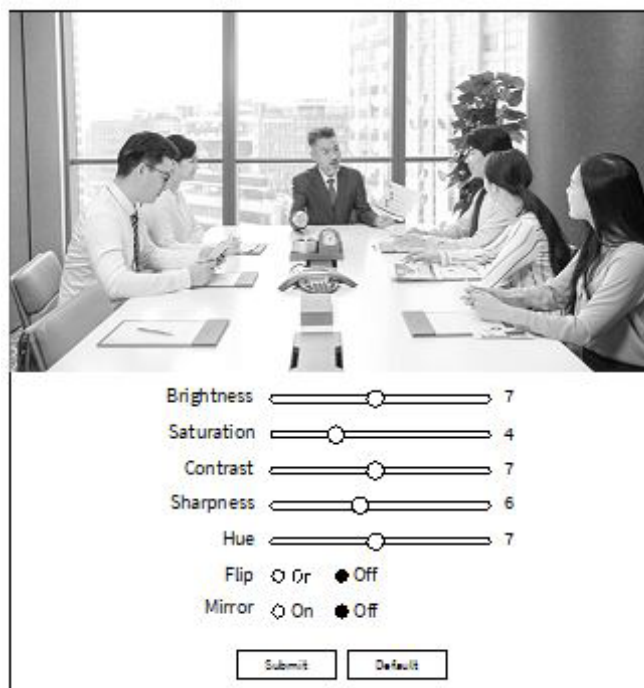 Brightness 7
Saturation 4
Contrast 7
Sharpness 6
Hue 7
Flip Off
Mirror On Off
Submit Default